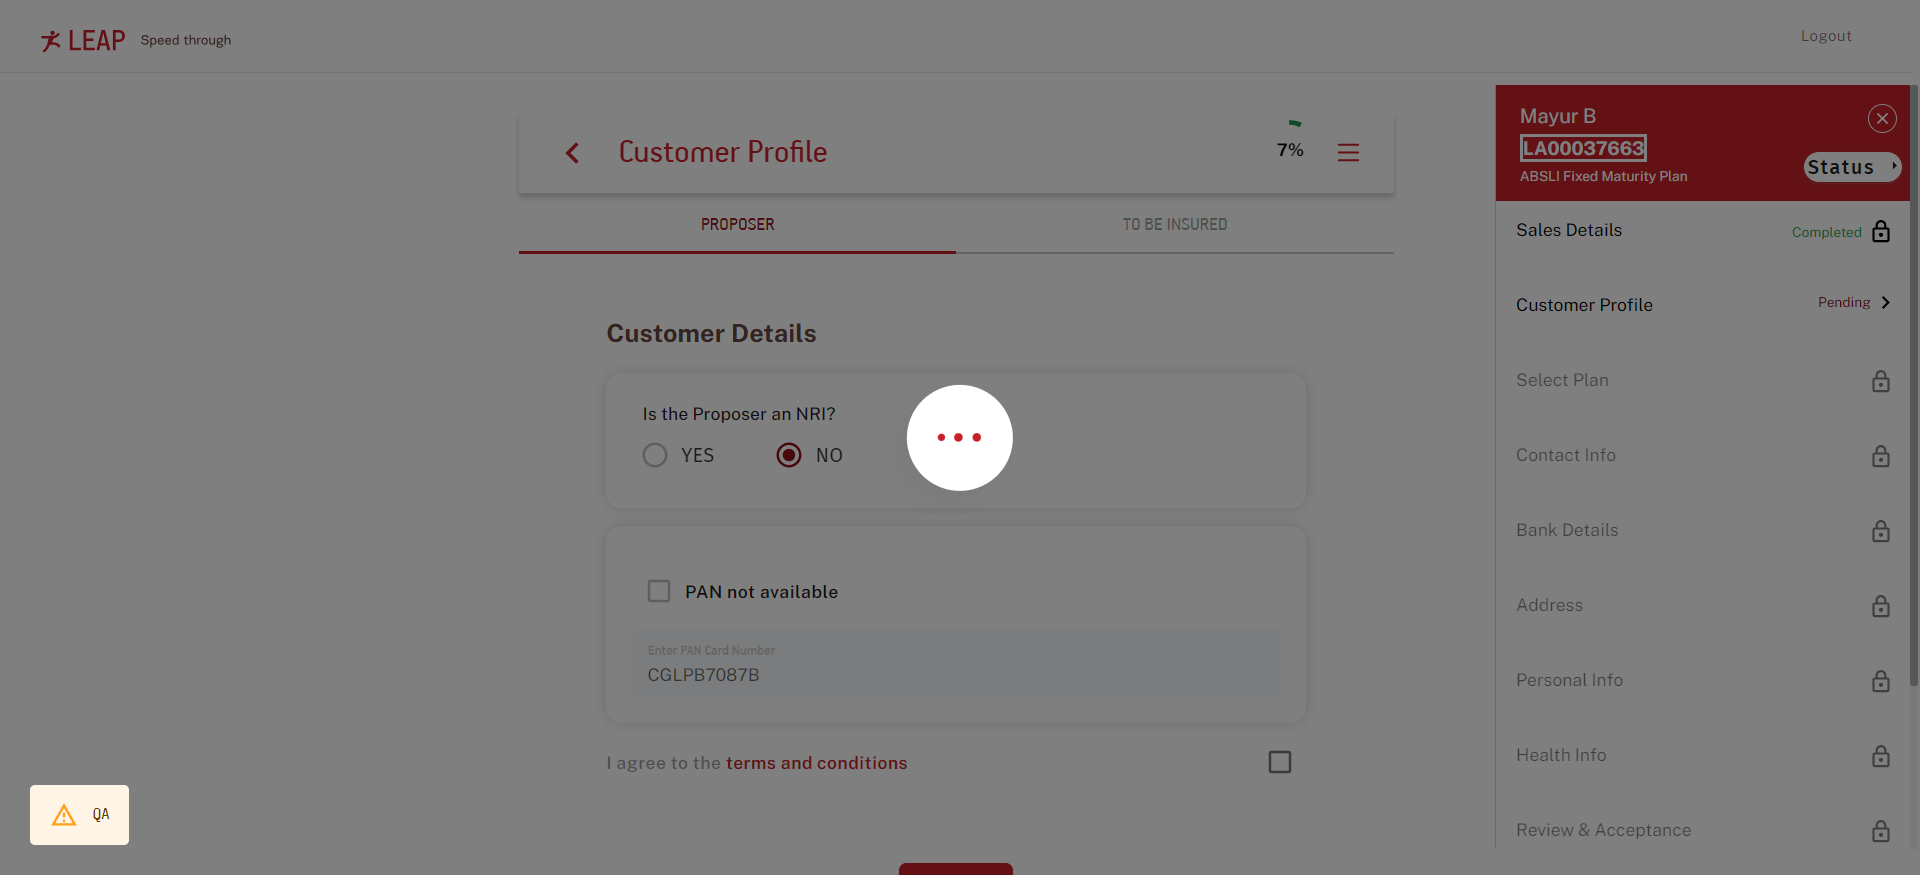 LEAP Speed through
Logout
Customer Profile
7%
PROPOSER
TO BE INSURED
Customer Details
Is the Proposer an NRI?
YES
NO
PAN not available
Enter PAN Card Number
CGLPB7087B
I agree to the terms and conditions
QA
Mayur B
LA00037663
Status
ABSLI Fixed Maturity Plan
Sales Details
Completed
Customer Profile
Pending
Select Plan
Contact Info
Bank Details
Address
Personal Info
Health Info
Review & Acceptance